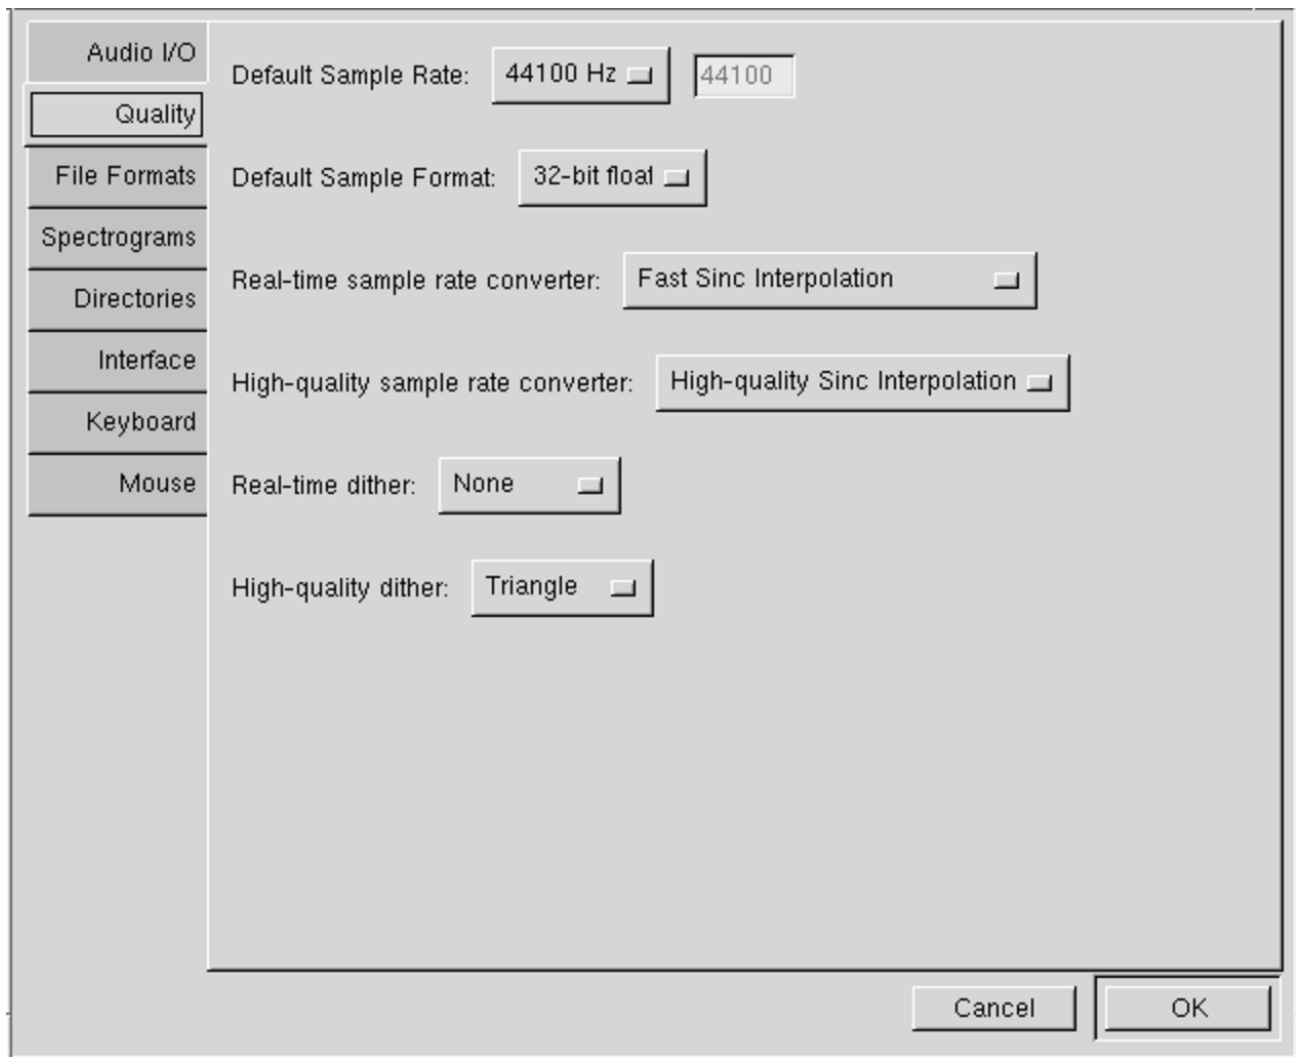 Audio I/O
Quality
File Formats
Spectrograms
Directories
Interface
Keyboard
Mouse
Default Sample Rate: 44100 Hz 44100
Default Sample Format: 32-bit float
Real-time sample rate converter: Fast Sinc Interpolation
High-quality sample rate converter: High-quality Sinc Interpolation
Real-time dither: None
High-quality dither: Triangle
Cancel OK